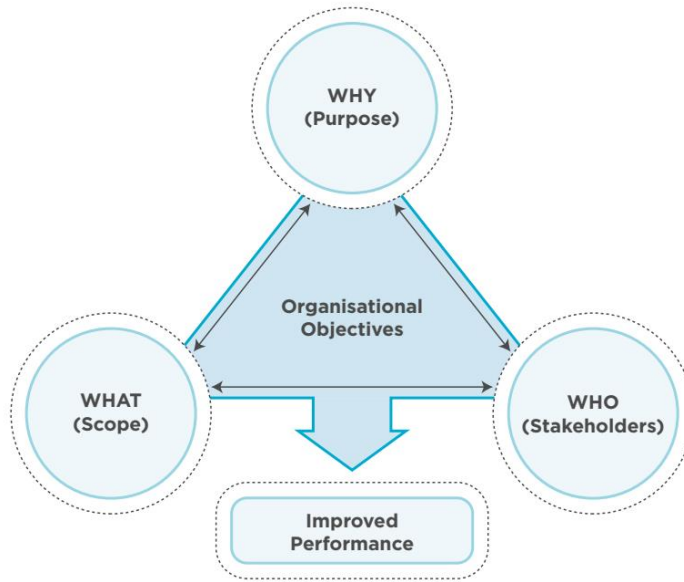 WHY
(Purpose)
Organisational
Objectives
WHAT
(Scope)
WHO
(Stakeholders)
Improved
Performance